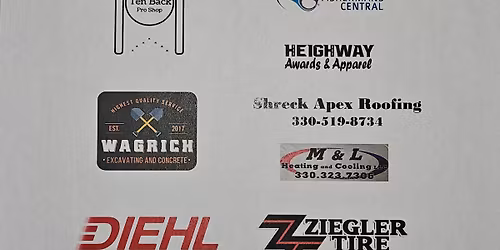 Ten Back
Pro Shop
CENTRAL
HEIGHWAY
Awards & Apparel
HIGHEST QUALITY SERVICE
EST. 2017
WAGRICH
• EXCAVATING AND CONCRETE •
Shreck Apex Roofing
330-519-8734
M & L
Heating and Cooling
330.323.7306
DIEHL
ZIEGLER
TIRE